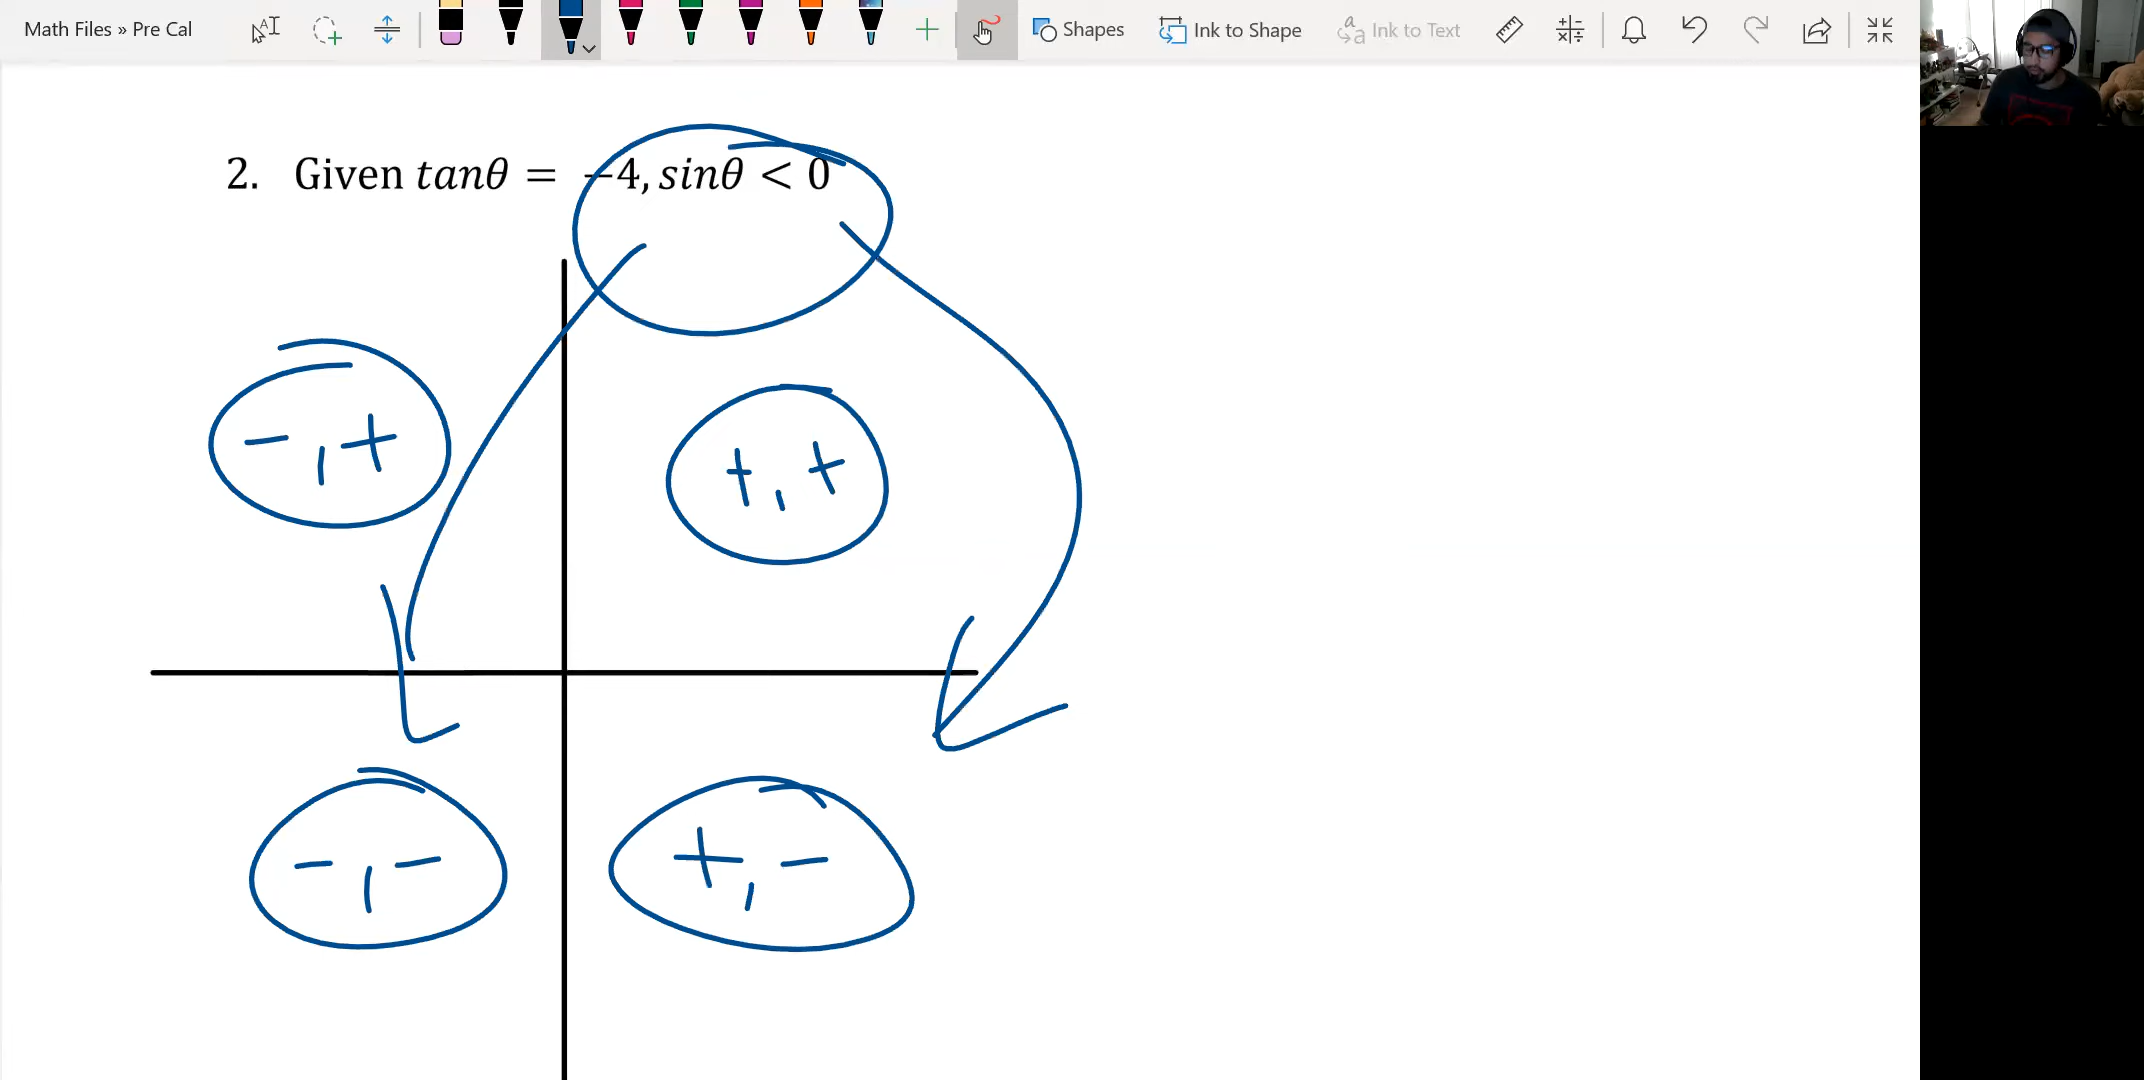 Math Files » Pre Cal
Shapes
Ink to Shape
Ink to Text
2. Given tanθ = −4, sinθ < 0
− , +
+ , +
− , −
+ , −